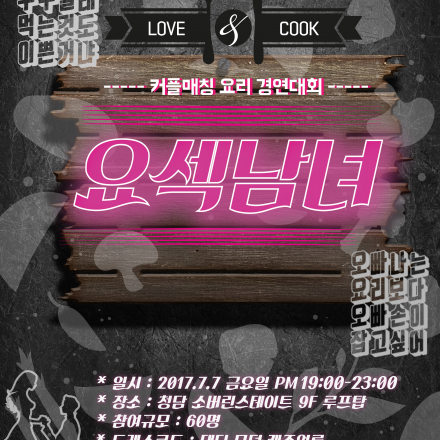 먹는것도
이쁜거나
LOVE & COOK
----- 커플매칭 요리 경연대회 -----
요섹남녀
오빠나는
요리보다
오빠손이
잡고싶어
* 일시 : 2017.7.7 금요일 PM 19:00-23:00
* 장소 : 청담 소버린스테이트 9F 루프탑
* 참여규모 : 60명